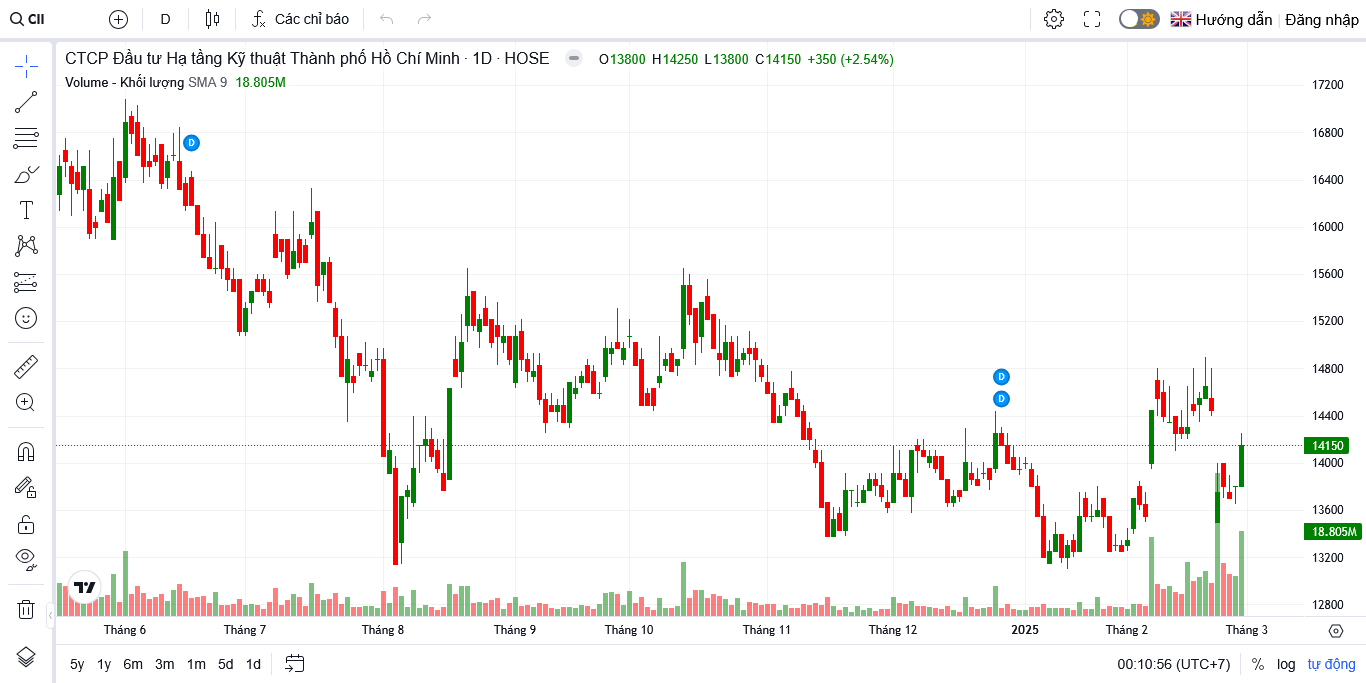 CII D Các chỉ báo Hướng dẫn Đăng nhập
CTCP Đầu tư Hạ tầng Kỹ thuật Thành phố Hồ Chí Minh · 1D · HOSE O13800 H14250 L13800 C14150 +350 (+2.54%)
Volume - Khối lượng SMA 9 18.805M
17200
16800
D
16400
16000
15600
15200
14800
D
D
14400
14150
14000
13600
18.805M
13200
12800
Tháng 6 Tháng 7 Tháng 8 Tháng 9 Tháng 10 Tháng 11 Tháng 12 2025 Tháng 2 Tháng 3
5y 1y 6m 3m 1m 5d 1d 00:10:56 (UTC+7) % log tự động